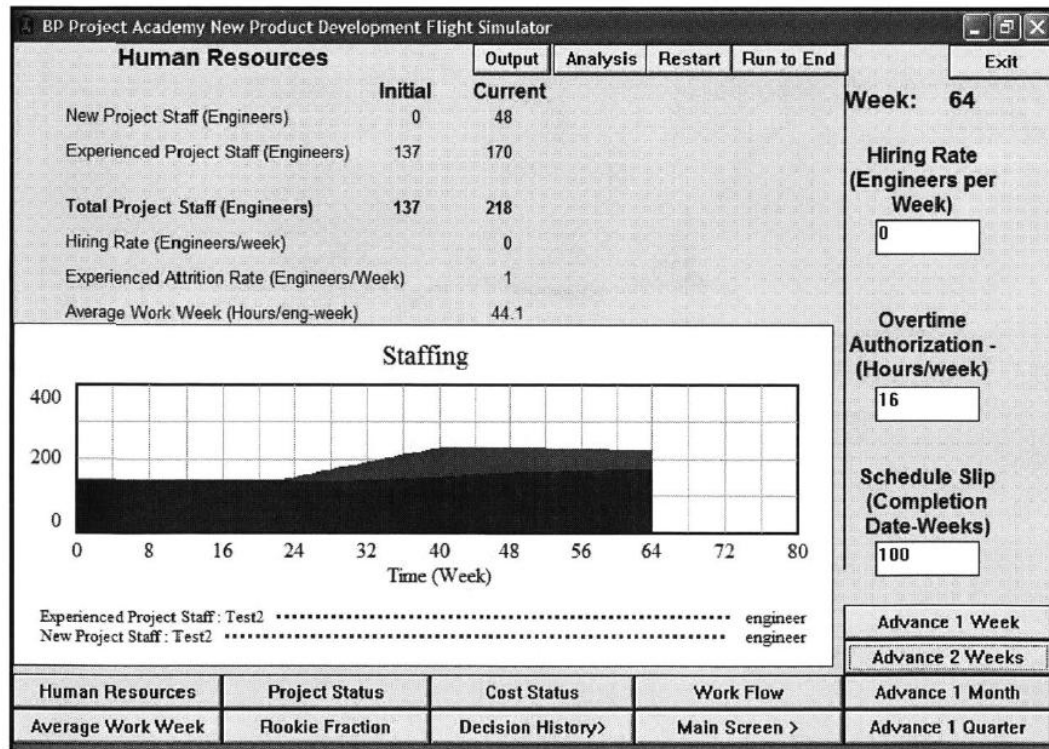 BP Project Academy New Product Development Flight Simulator
Human Resources
Output Analysis Restart Run to End
Exit
Initial Current
New Project Staff (Engineers) 0 48
Experienced Project Staff (Engineers) 137 170
Total Project Staff (Engineers) 137 218
Hiring Rate (Engineers/week) 0
Experienced Attrition Rate (Engineers/Week) 1
Average Work Week (Hours/eng-week) 44.1
Week: 64
Hiring Rate
(Engineers per
Week)
0
Overtime
Authorization -
(Hours/week)
16
Schedule Slip
(Completion
Date-Weeks)
100
Staffing
400
200
0
0 8 16 24 32 40 48 56 64 72 80
Time (Week)
Experienced Project Staff : Test2 engineer
New Project Staff : Test2 engineer
Advance 1 Week
Advance 2 Weeks
Human Resources Project Status Cost Status Work Flow Advance 1 Month
Average Work Week Rookie Fraction Decision History> Main Screen > Advance 1 Quarter